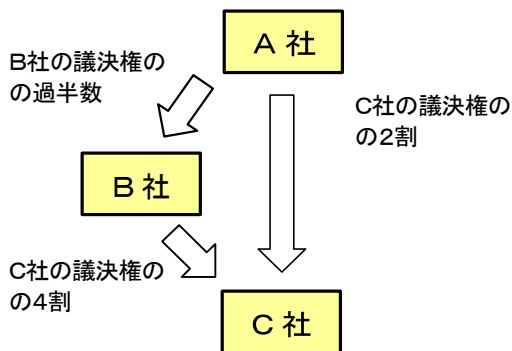 A 社
B社の議決権の
の過半数
C社の議決権の
の2割
B 社
C社の議決権の
の4割
C 社